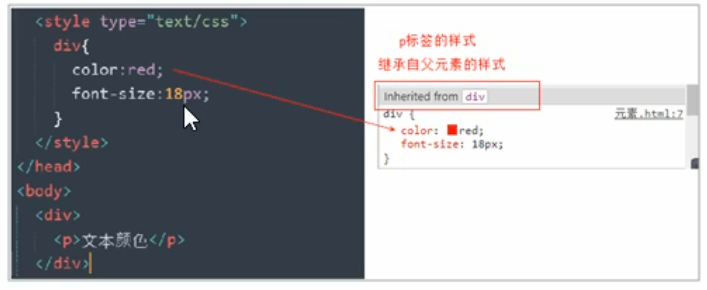 <style type="text/css">
div{
color:red;
font-size:18px;
}
</style>
</head>
<body>
<div>
<p>文本颜色</p>
</div>
p标签的样式
继承自父元素的样式
Inherited from div
div {
元素.html:7
color: red;
font-size: 18px;
}